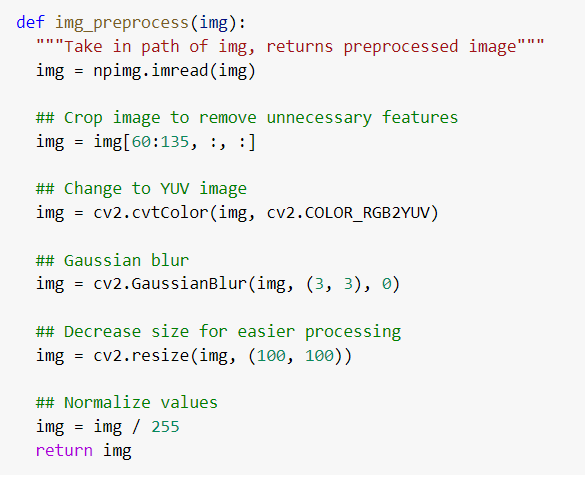 def img_preprocess(img):
  """Take in path of img, returns preprocessed image"""
  img = npimg.imread(img)

  ## Crop image to remove unnecessary features
  img = img[60:135, :, :]

  ## Change to YUV image
  img = cv2.cvtColor(img, cv2.COLOR_RGB2YUV)

  ## Gaussian blur
  img = cv2.GaussianBlur(img, (3, 3), 0)

  ## Decrease size for easier processing
  img = cv2.resize(img, (100, 100))

  ## Normalize values
  img = img / 255
  return img